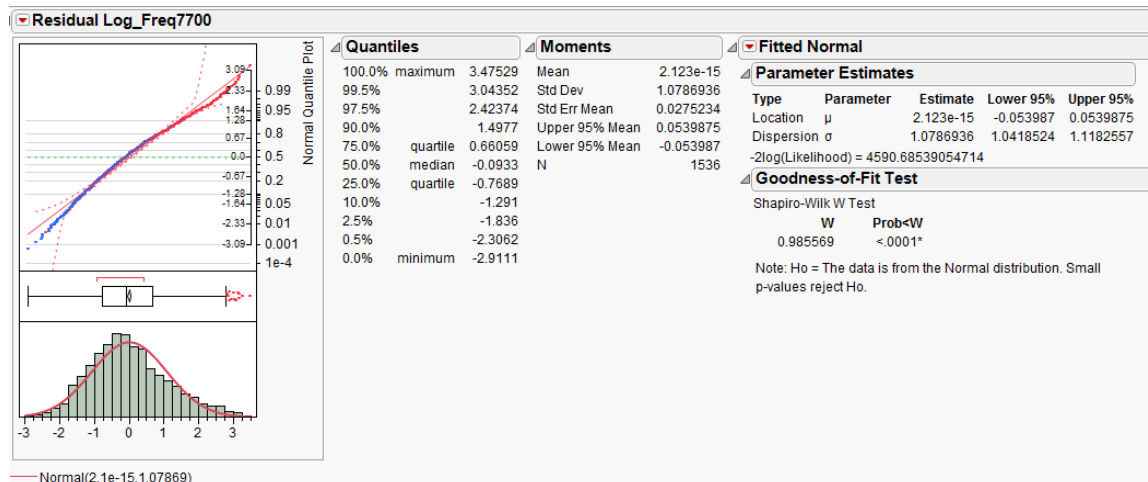 Residual Log_Freq7700
Normal Quantile Plot
3.09
2.33
1.64
1.28
0.67
0.0
-0.67
-1.28
-1.64
-2.33
-3.09
0.99
0.95
0.8
0.5
0.2
0.05
0.01
0.001
1e-4
-3 -2 -1 0 1 2 3
Normal(2.1e-15,1.07869)
Quantiles
100.0% maximum 3.47529
99.5% 3.04352
97.5% 2.42374
90.0% 1.4977
75.0% quartile 0.66059
50.0% median -0.0933
25.0% quartile -0.7689
10.0% -1.291
2.5% -1.836
0.5% -2.3062
0.0% minimum -2.9111
Moments
Mean 2.123e-15
Std Dev 1.0786936
Std Err Mean 0.0275234
Upper 95% Mean 0.0539875
Lower 95% Mean -0.053987
N 1536
Fitted Normal
Parameter Estimates
Type Parameter Estimate Lower 95% Upper 95%
Location μ 2.123e-15 -0.053987 0.0539875
Dispersion σ 1.0786936 1.0418524 1.1182557
-2log(Likelihood) = 4590.68539054714
Goodness-of-Fit Test
Shapiro-Wilk W Test
W Prob<W
0.985569 <.0001*
Note: Ho = The data is from the Normal distribution. Small
p-values reject Ho.